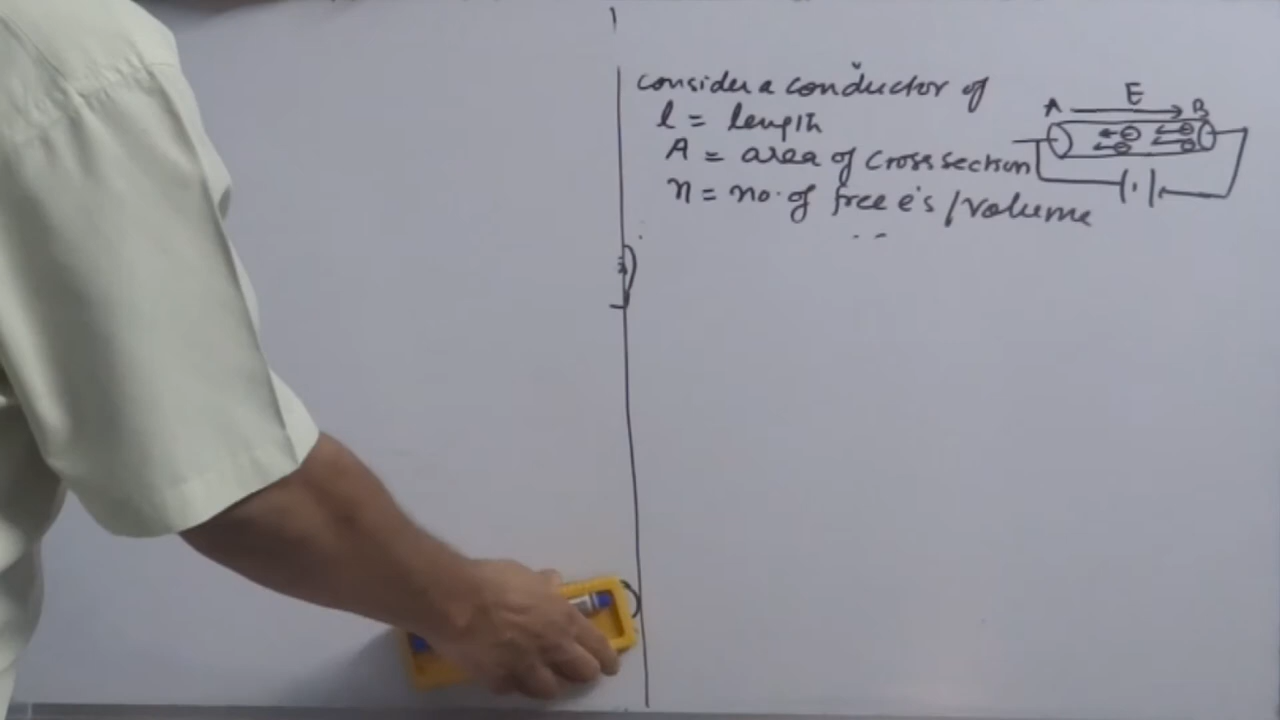 consider a conductor of
l = length
A = area of cross section
n = no. of free e's / volume
E
A B